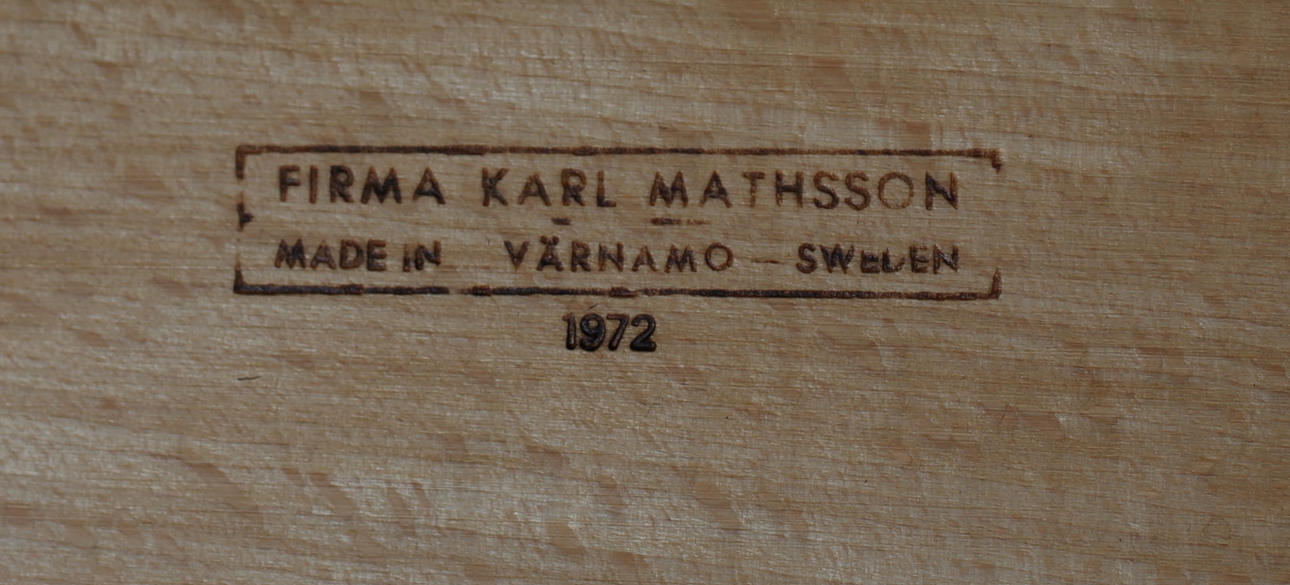 FIRMA KARL MATHSSON
MADE IN VÄRNAMO – SWEDEN
1972